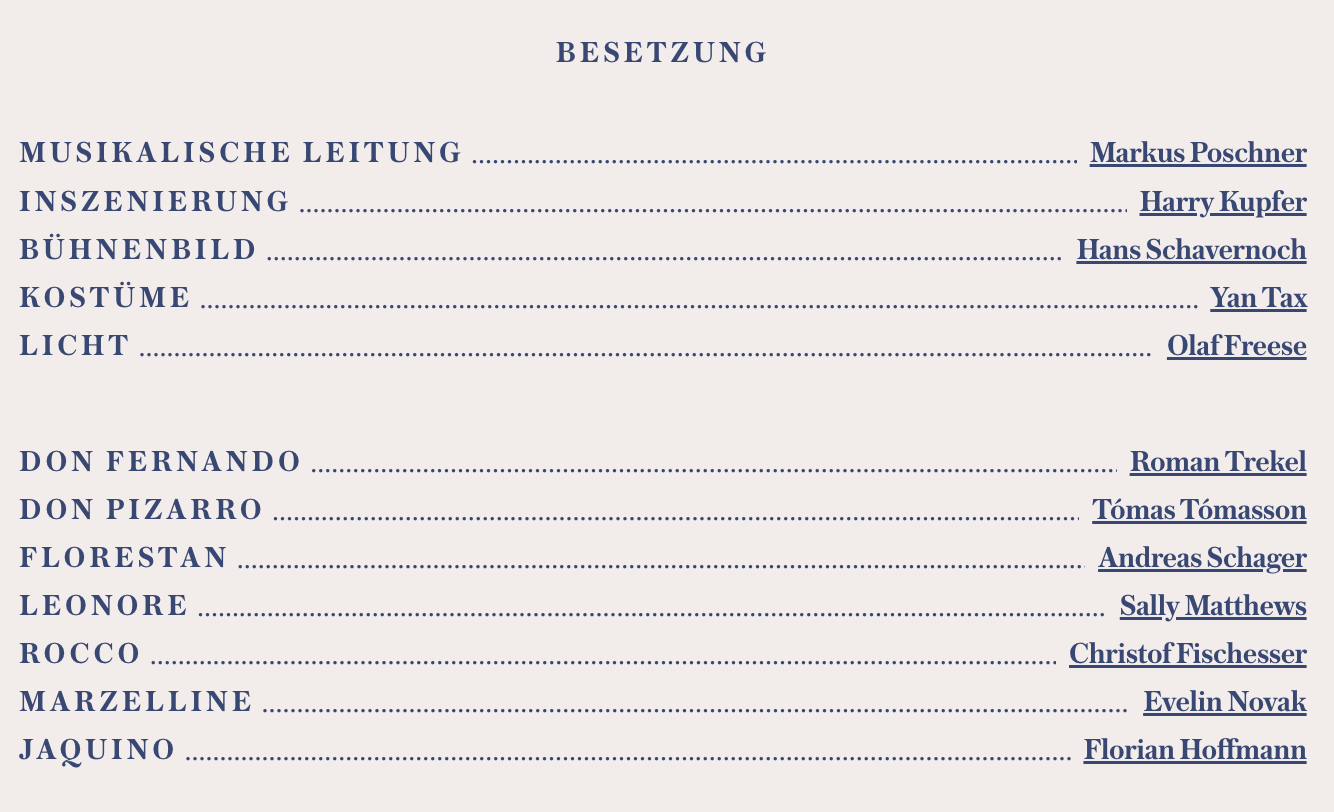 BESETZUNG
MUSIKALISCHE LEITUNG Markus Poschner
INSZENIERUNG Harry Kupfer
BÜHNENBILD Hans Schavernoch
KOSTÜME Yan Tax
LICHT Olaf Freese
DON FERNANDO Roman Trekel
DON PIZARRO Tómas Tómasson
FLORESTAN Andreas Schager
LEONORE Sally Matthews
ROCCO Christof Fischesser
MARZELLINE Evelin Novak
JAQUINO Florian Hoffmann